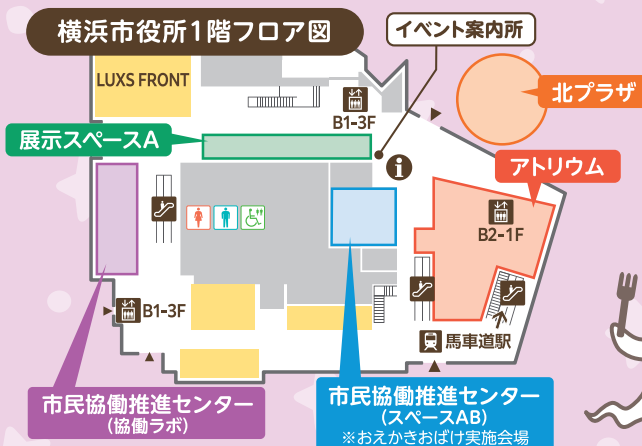 横浜市役所1階フロア図
イベント案内所
LUXS FRONT
B1-3F
北プラザ
展示スペースA
アトリウム
B2-1F
B1-3F
馬車道駅
市民協働推進センター
(協働ラボ)
市民協働推進センター
(スペースAB)
※おえかきおばけ実施会場